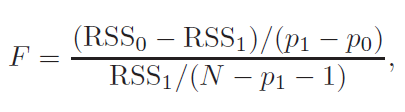 F = (RSS₀ − RSS₁)/(p₁ − p₀)
RSS₁/(N − p₁ − 1) ,